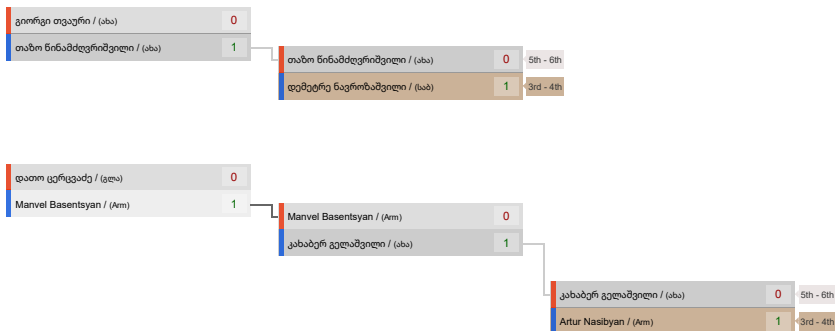 გიორგი თვაური / (ახა) 0
თაზო წინამძღვრიშვილი / (ახა) 1
თაზო წინამძღვრიშვილი / (ახა) 0 5th - 6th
დემეტრე ნავროზაშვილი / (საბ) 1 3rd - 4th
დათო ცერცვაძე / (გლა) 0
Manvel Basentsyan / (Arm) 1
Manvel Basentsyan / (Arm) 0
კახაბერ გელაშვილი / (ახა) 1
კახაბერ გელაშვილი / (ახა) 0 5th - 6th
Artur Nasibyan / (Arm) 1 3rd - 4th